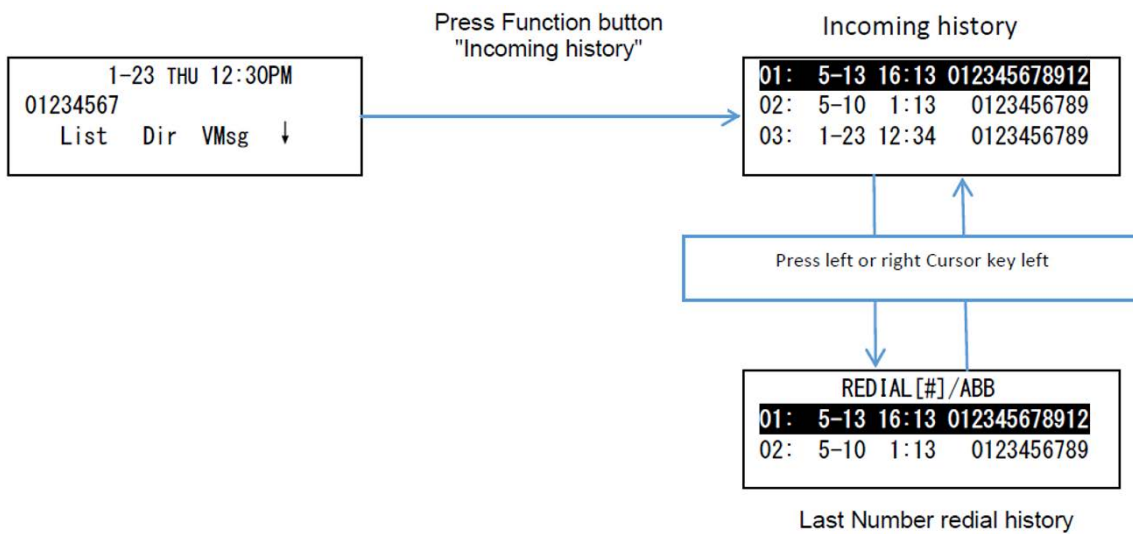 Press Function button
"Incoming history"
Incoming history
1-23 THU 12:30PM
01234567
List Dir VMsg ↓
01: 5-13 16:13 012345678912
02: 5-10 1:13 0123456789
03: 1-23 12:34 0123456789
Press left or right Cursor key left
REDIAL[#]/ABB
01: 5-13 16:13 012345678912
02: 5-10 1:13 0123456789
Last Number redial history